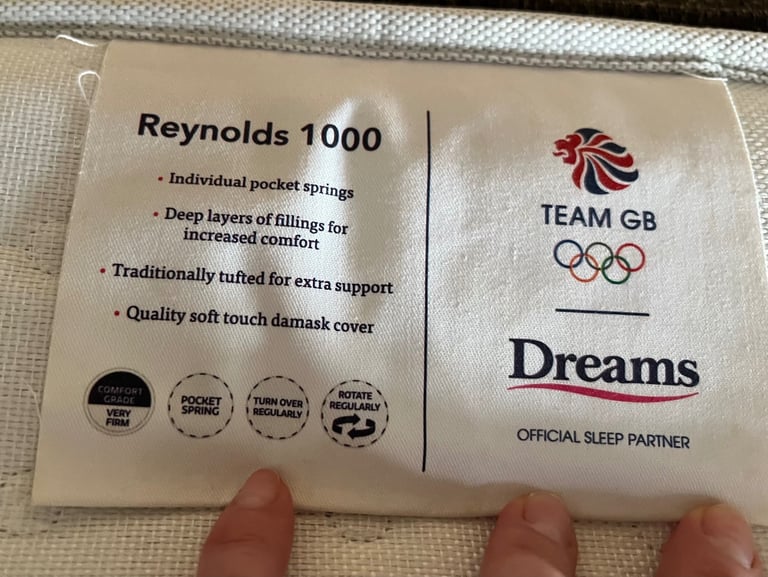 Reynolds 1000
• Individual pocket springs
• Deep layers of fillings for
increased comfort
• Traditionally tufted for extra support
• Quality soft touch damask cover
COMFORT
GRADE
VERY
FIRM
POCKET
SPRING
TURN OVER
REGULARLY
ROTATE
REGULARLY
TEAM GB
Dreams
OFFICIAL SLEEP PARTNER